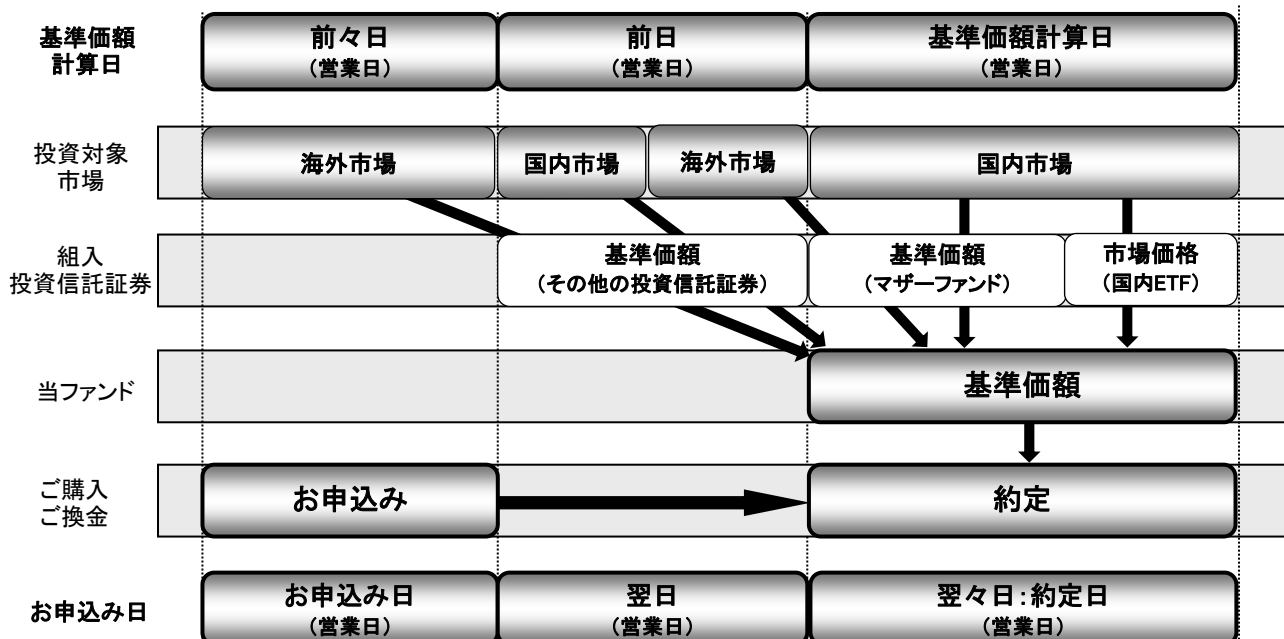 基準価額
計算日
前々日
(営業日)
前日
(営業日)
基準価額計算日
(営業日)
投資対象
市場
海外市場
国内市場
海外市場
国内市場
組入
投資信託証券
基準価額
(その他の投資信託証券)
基準価額
(マザーファンド)
市場価格
(国内ETF)
当ファンド
基準価額
ご購入
ご換金
お申込み
約定
お申込み日
お申込み日
(営業日)
翌日
(営業日)
翌々日:約定日
(営業日)